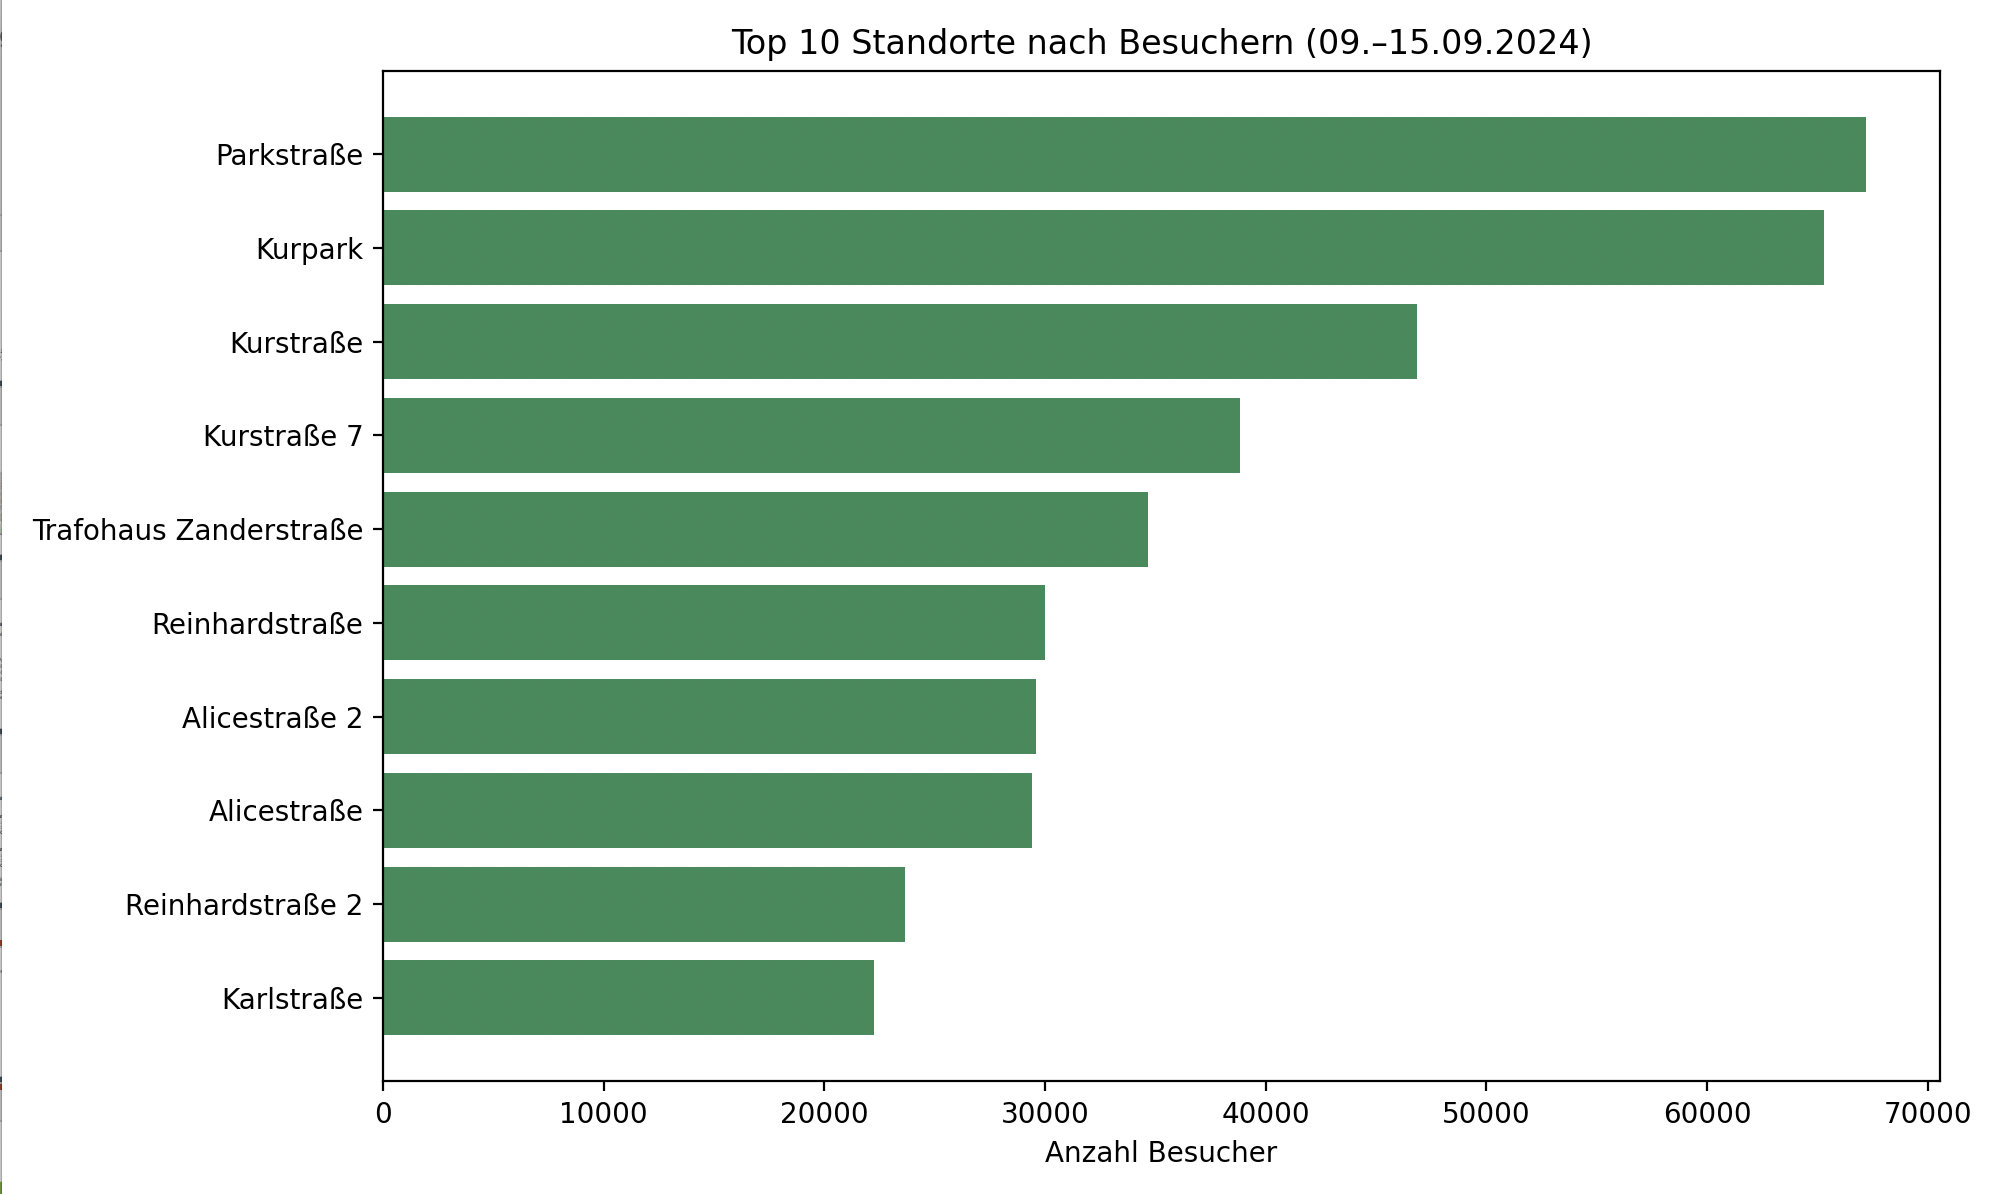 Top 10 Standorte nach Besuchern (09.–15.09.2024)
Parkstraße
Kurpark
Kurstraße
Kurstraße 7
Trafohaus Zanderstraße
Reinhardstraße
Alicestraße 2
Alicestraße
Reinhardstraße 2
Karlstraße
0 10000 20000 30000 40000 50000 60000 70000
Anzahl Besucher